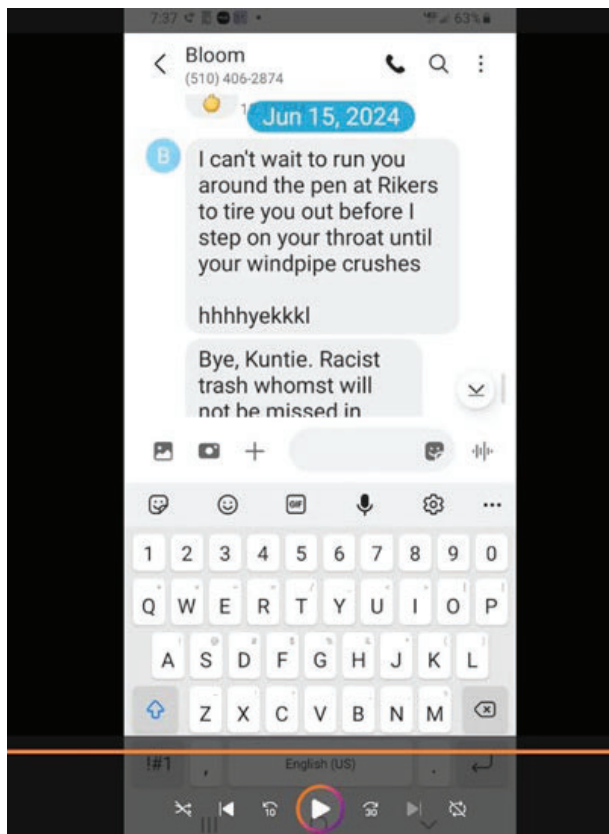 7:37
63%
Bloom
(510) 406-2874
Jun 15, 2024
B
I can't wait to run you
around the pen at Rikers
to tire you out before I
step on your throat until
your windpipe crushes
hhhhyekkkl
Bye, Kuntie. Racist
trash whomst will
not be missed in
GIF
1 2 3 4 5 6 7 8 9 0
Q W E R T Y U I O P
A S D F G H J K L
Z X C V B N M
!#1 , English (US) .
10 30